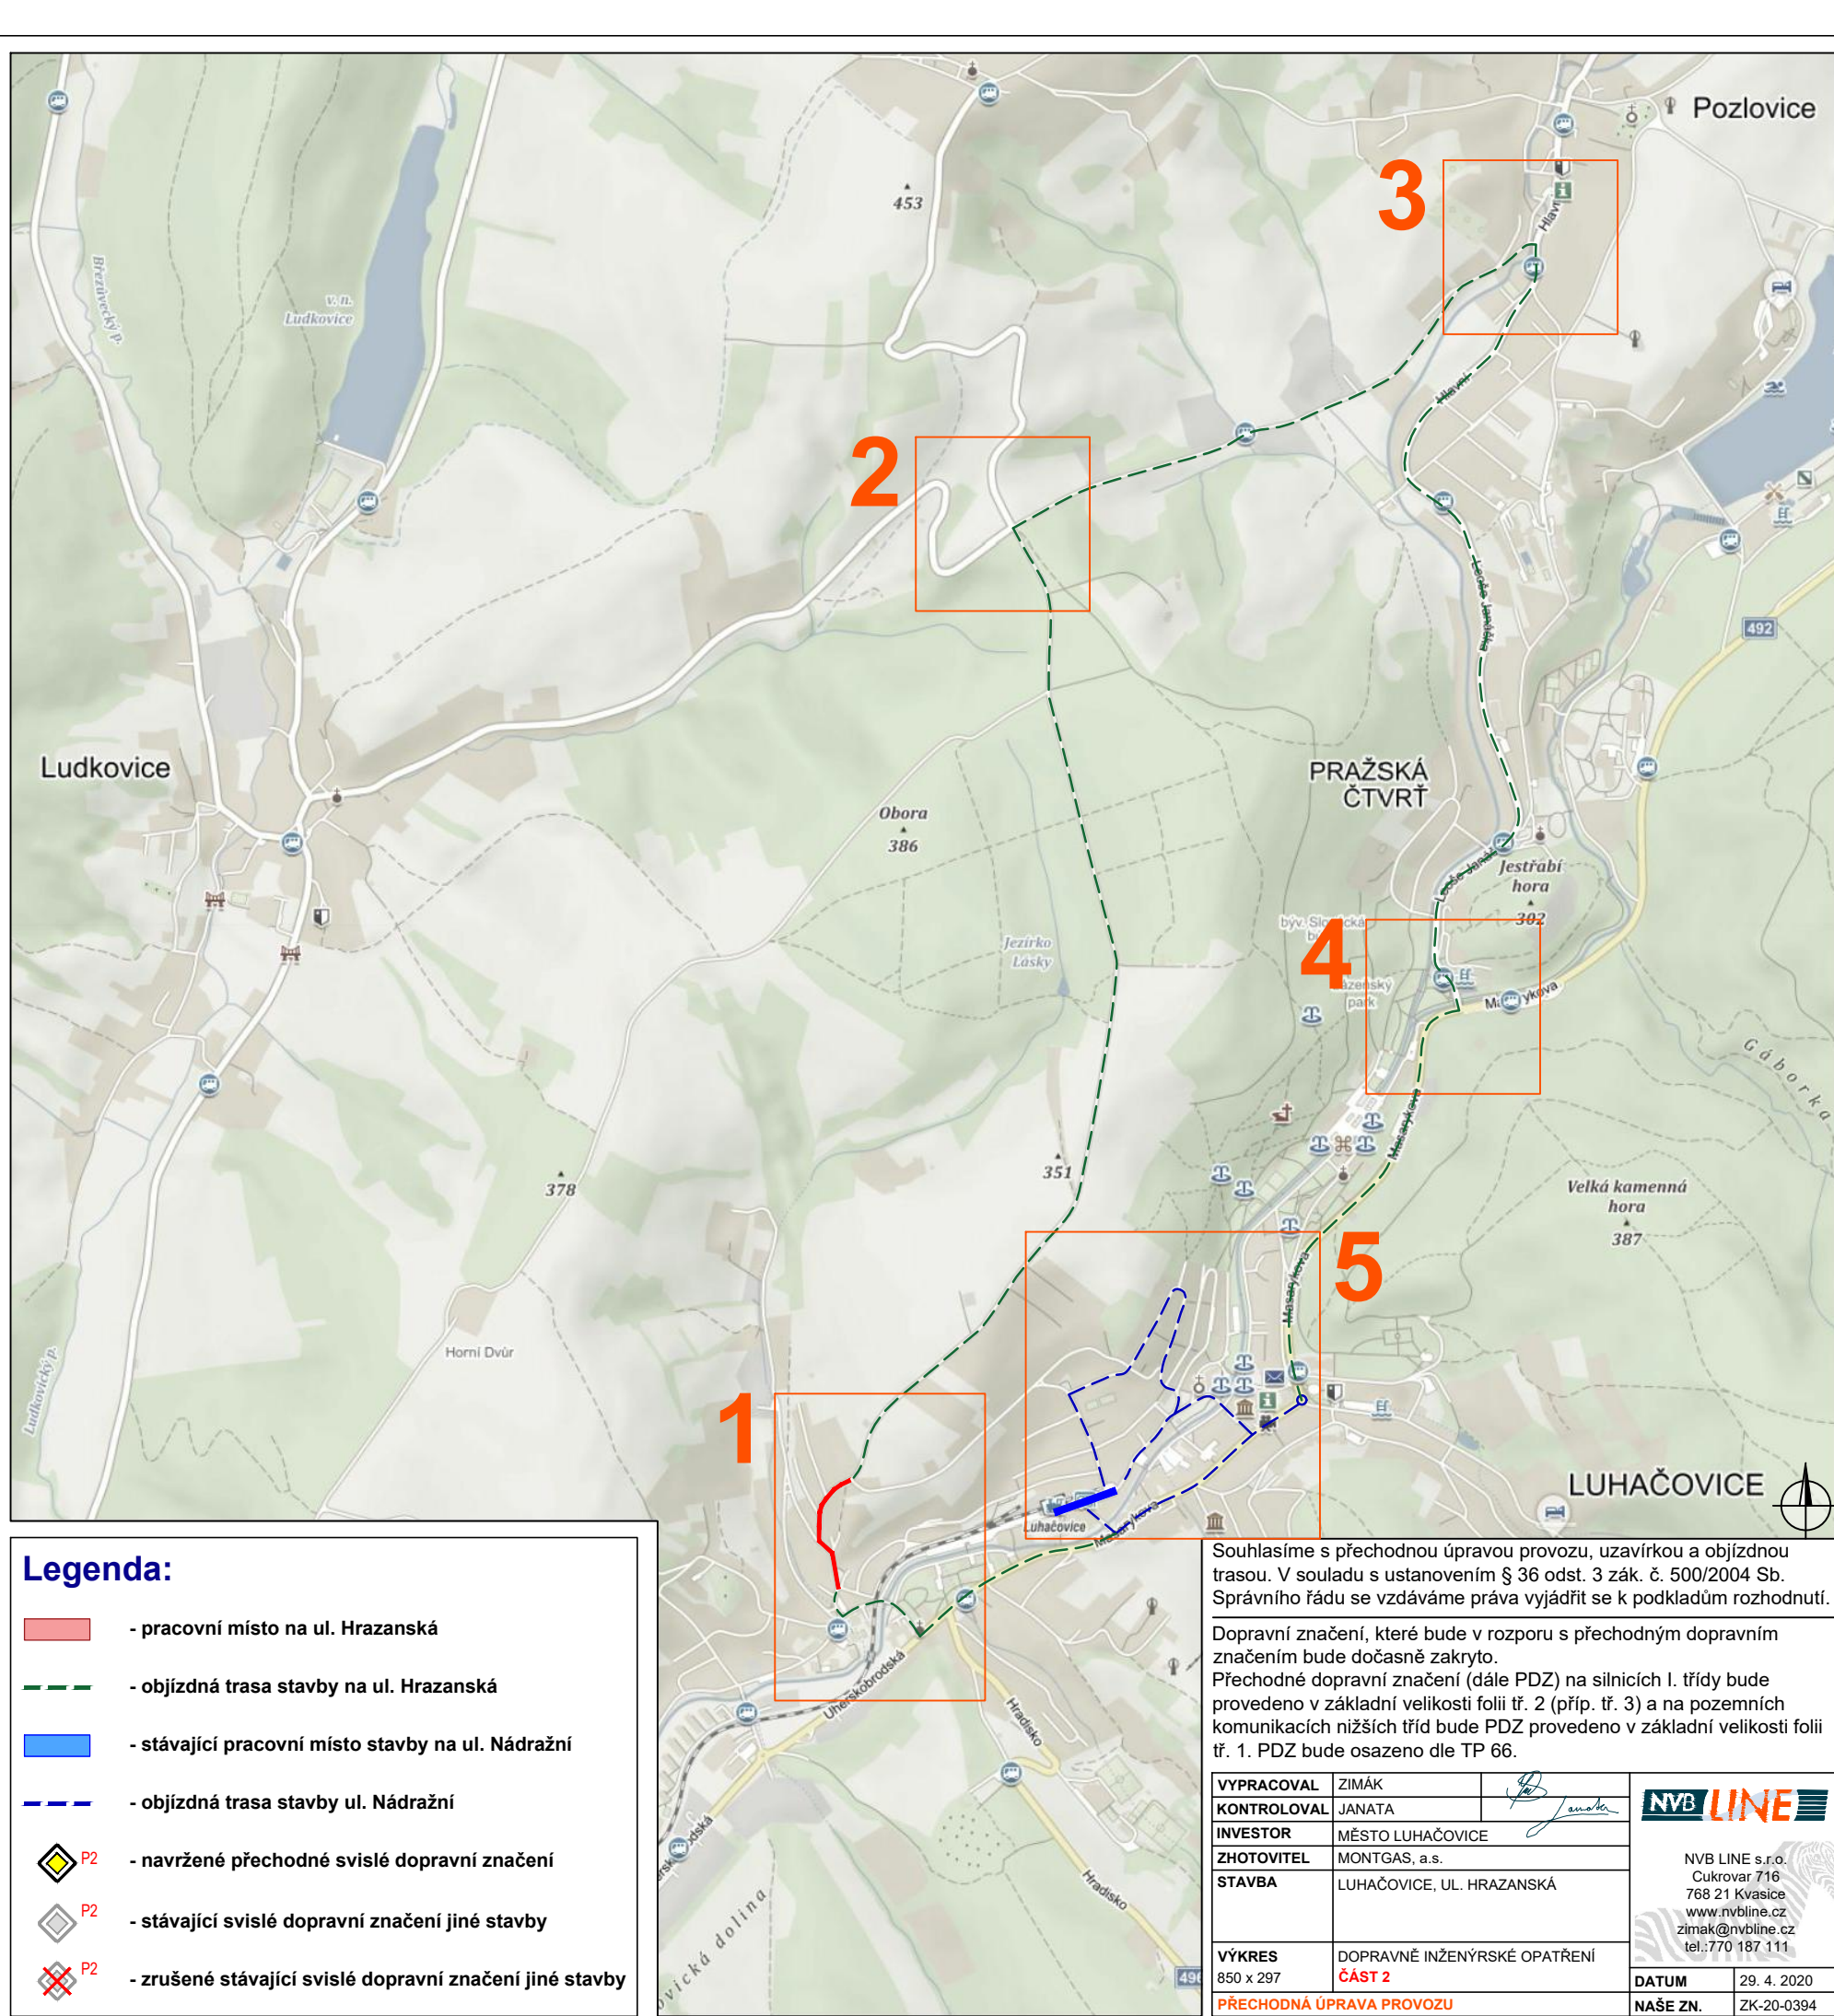 Pozlovice
3
453
Hlavní
Březůvecký p.
v. n.
Ludkovice
Hlavní
2
492
Ludkovice
PRAŽSKÁ
ČTVRŤ
Obora
386
Jestřabí
hora
302
Jezírko
Lásky
4
park
Masarykova
Gáborka
Masarykova
351
378
Velká kamenná
hora
387
5
Masarykova
Horní Dvůr
Ludkovický p.
1
LUHAČOVICE
Luhačovice
Masarykova
Uherskobrodská
Hradisko
Hradisko
496
Legenda:
- pracovní místo na ul. Hrazanská
- objízdná trasa stavby na ul. Hrazanská
- stávající pracovní místo stavby na ul. Nádražní
- objízdná trasa stavby ul. Nádražní
P2 - navržené přechodné svislé dopravní značení
P2 - stávající svislé dopravní značení jiné stavby
P2 - zrušené stávající svislé dopravní značení jiné stavby
Souhlasíme s přechodnou úpravou provozu, uzavírkou a objízdnou
trasou. V souladu s ustanovením § 36 odst. 3 zák. č. 500/2004 Sb.
Správního řádu se vzdáváme práva vyjádřit se k podkladům rozhodnutí.
Dopravní značení, které bude v rozporu s přechodným dopravním
značením bude dočasně zakryto.
Přechodné dopravní značení (dále PDZ) na silnicích I. třídy bude
provedeno v základní velikosti folii tř. 2 (příp. tř. 3) a na pozemních
komunikacích nižších tříd bude PDZ provedeno v základní velikosti folii
tř. 1. PDZ bude osazeno dle TP 66.
VYPRACOVAL ZIMÁK
KONTROLOVAL JANATA
INVESTOR MĚSTO LUHAČOVICE
ZHOTOVITEL MONTGAS, a.s.
STAVBA LUHAČOVICE, UL. HRAZANSKÁ
VÝKRES DOPRAVNĚ INŽENÝRSKÉ OPATŘENÍ
850 x 297 ČÁST 2
PŘECHODNÁ ÚPRAVA PROVOZU
NVB LINE
NVB LINE s.r.o.
Cukrovar 716
768 21 Kvasice
www.nvbline.cz
zimak@nvbline.cz
tel.:770 187 111
DATUM 29. 4. 2020
NAŠE ZN. ZK-20-0394